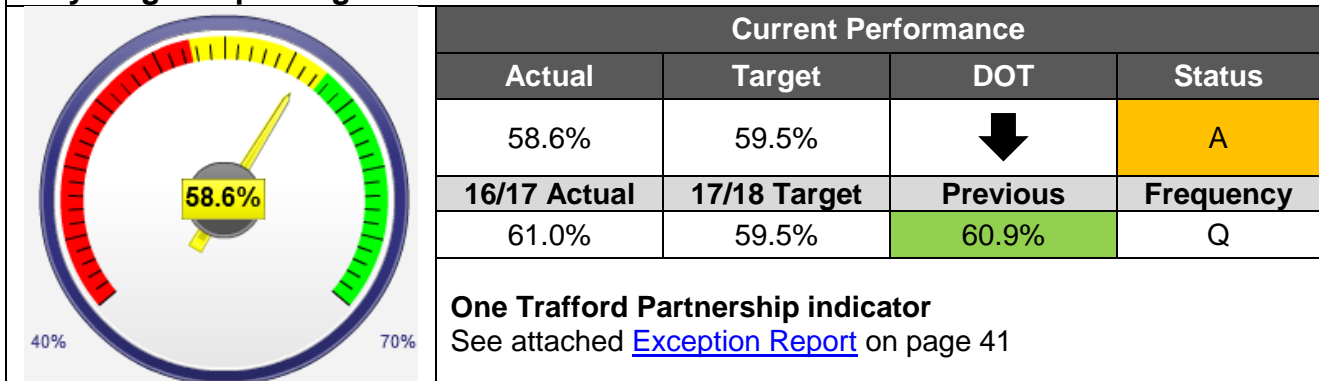 Current Performance
Actual Target DOT Status
58.6% 59.5% A
16/17 Actual 17/18 Target Previous Frequency
61.0% 59.5% 60.9% Q
58.6%
40% 70%
One Trafford Partnership indicator
See attached Exception Report on page 41